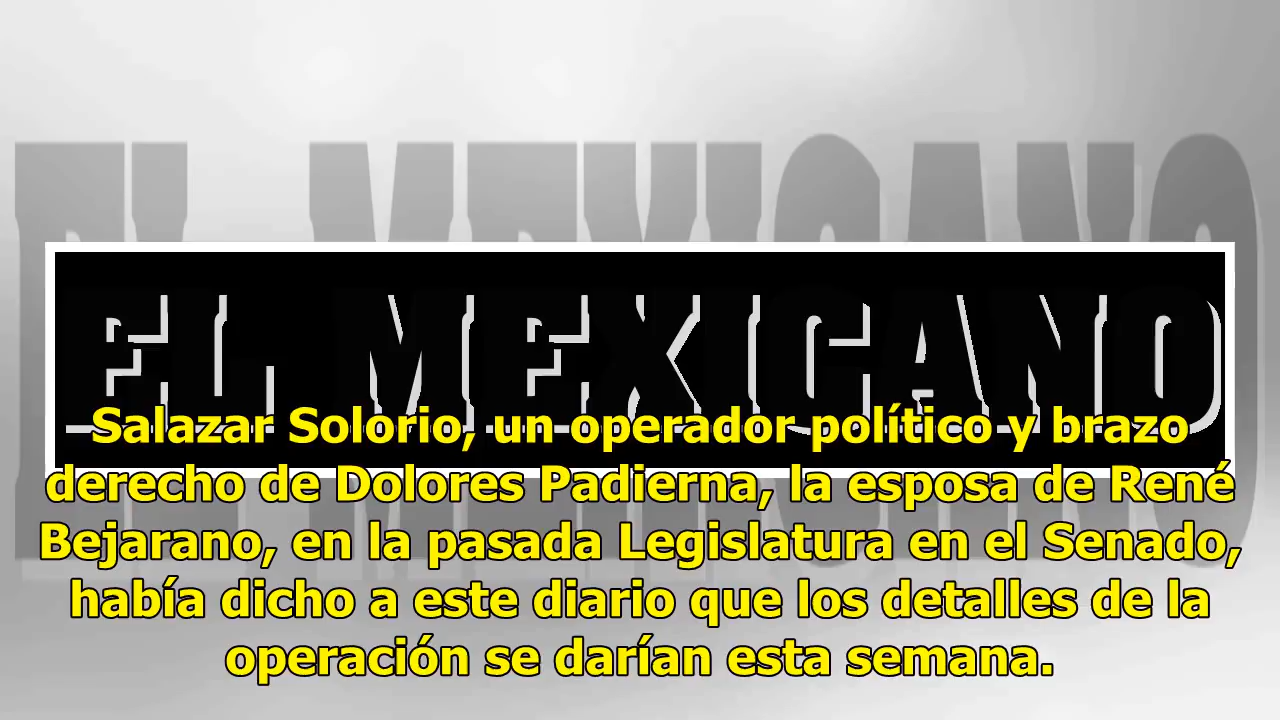 EL MEXICANO
EL MEXICANO
Salazar Solorio, un operador político y brazo
derecho de Dolores Padierna, la esposa de René
Bejarano, en la pasada Legislatura en el Senado,
había dicho a este diario que los detalles de la
operación se darían esta semana.